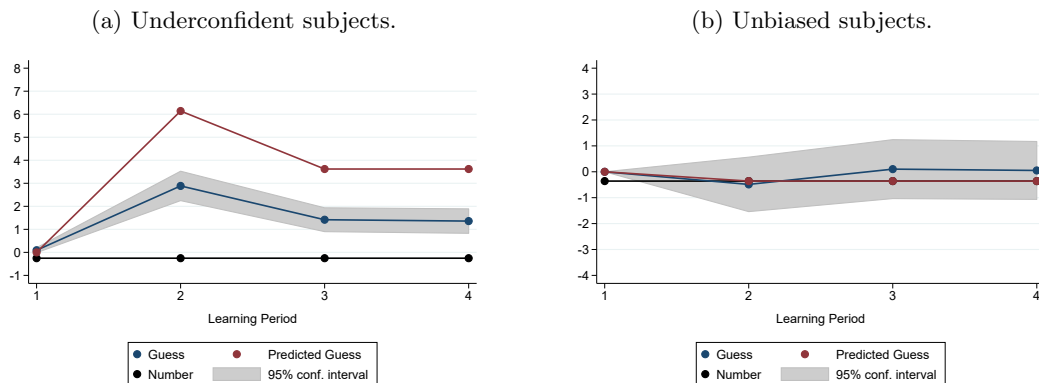 (a) Underconfident subjects.
8
7
6
5
4
3
2
1
0
-1
1 2 3 4
Learning Period
Guess Predicted Guess
Number 95% conf. interval
(b) Unbiased subjects.
4
3
2
1
0
-1
-2
-3
-4
1 2 3 4
Learning Period
Guess Predicted Guess
Number 95% conf. interval